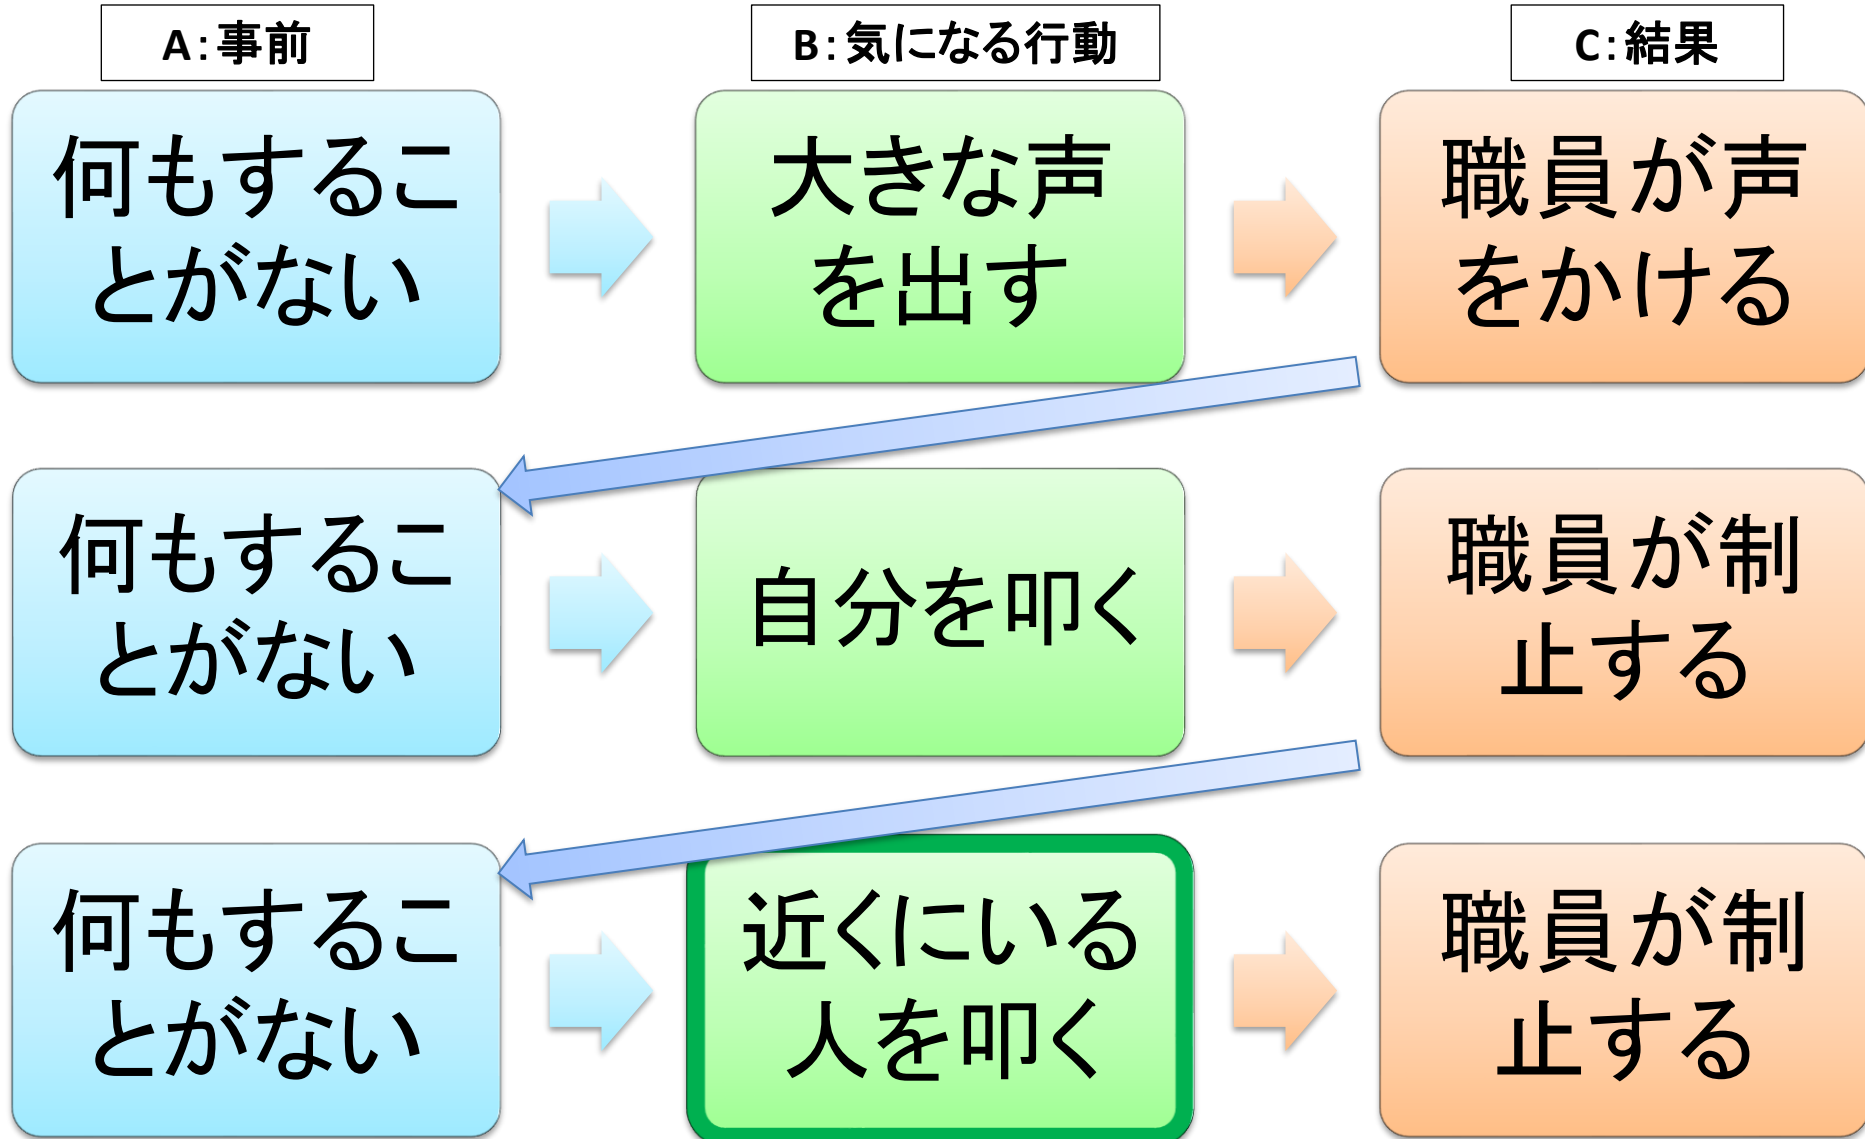 A：事前
B：気になる行動
C：結果
何もするこ
とがない
大きな声
を出す
職員が声
をかける
何もするこ
とがない
自分を叩く
職員が制
止する
何もするこ
とがない
近くにいる
人を叩く
職員が制
止する